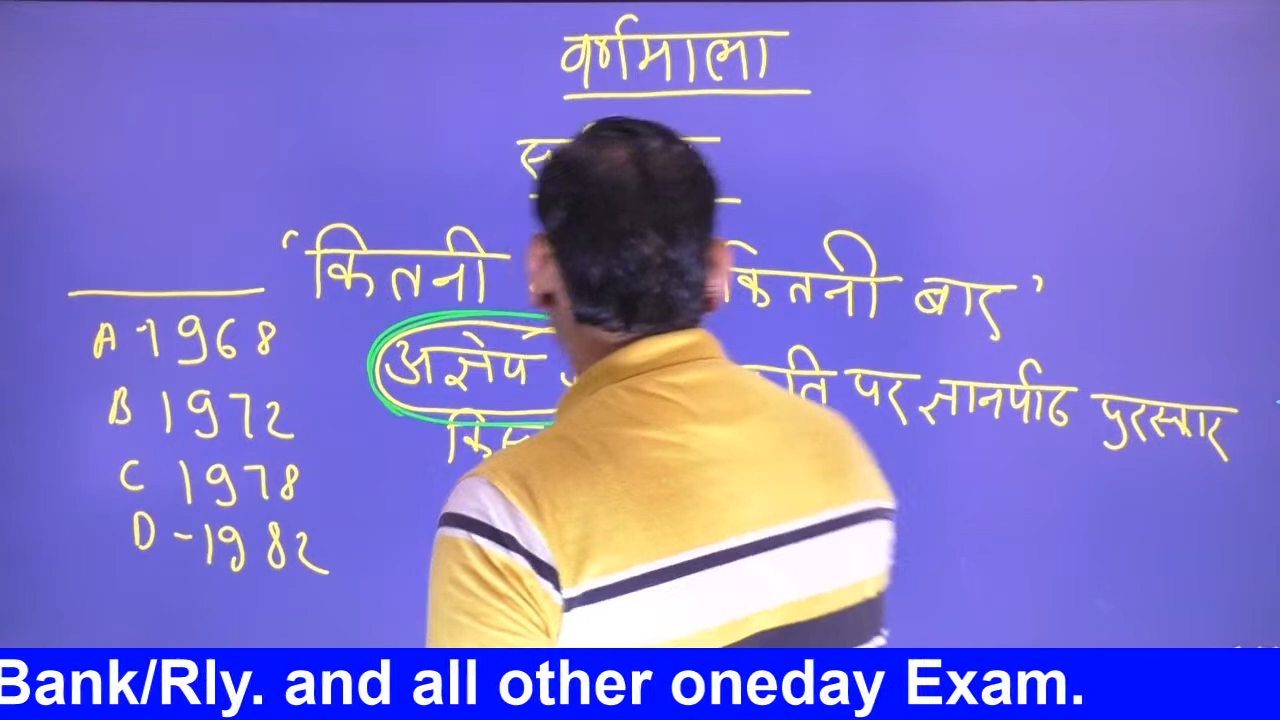 वर्णमाला
'कितनी कितनी बार'
अज्ञेय पर ज्ञानपीठ पुरस्कार
A-1968
B 1972
C 1978
D-1982
Bank/Rly. and all other oneday Exam.